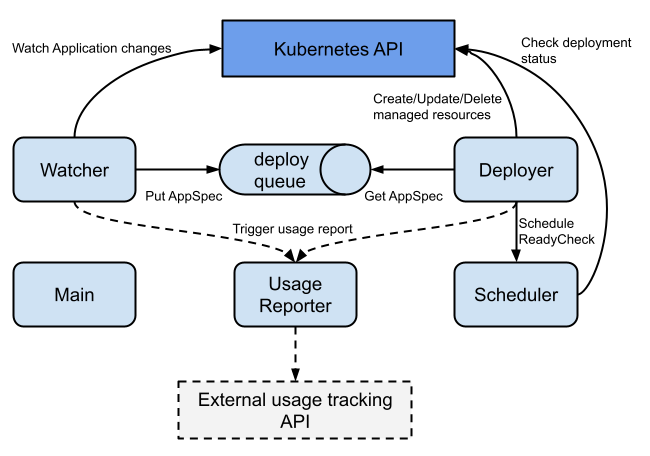 Watch Application changes
Kubernetes API
Check deployment
status
Create/Update/Delete
managed resources
Watcher
deploy
queue
Deployer
Put AppSpec
Get AppSpec
Trigger usage report
Schedule
ReadyCheck
Main
Usage
Reporter
Scheduler
External usage tracking
API